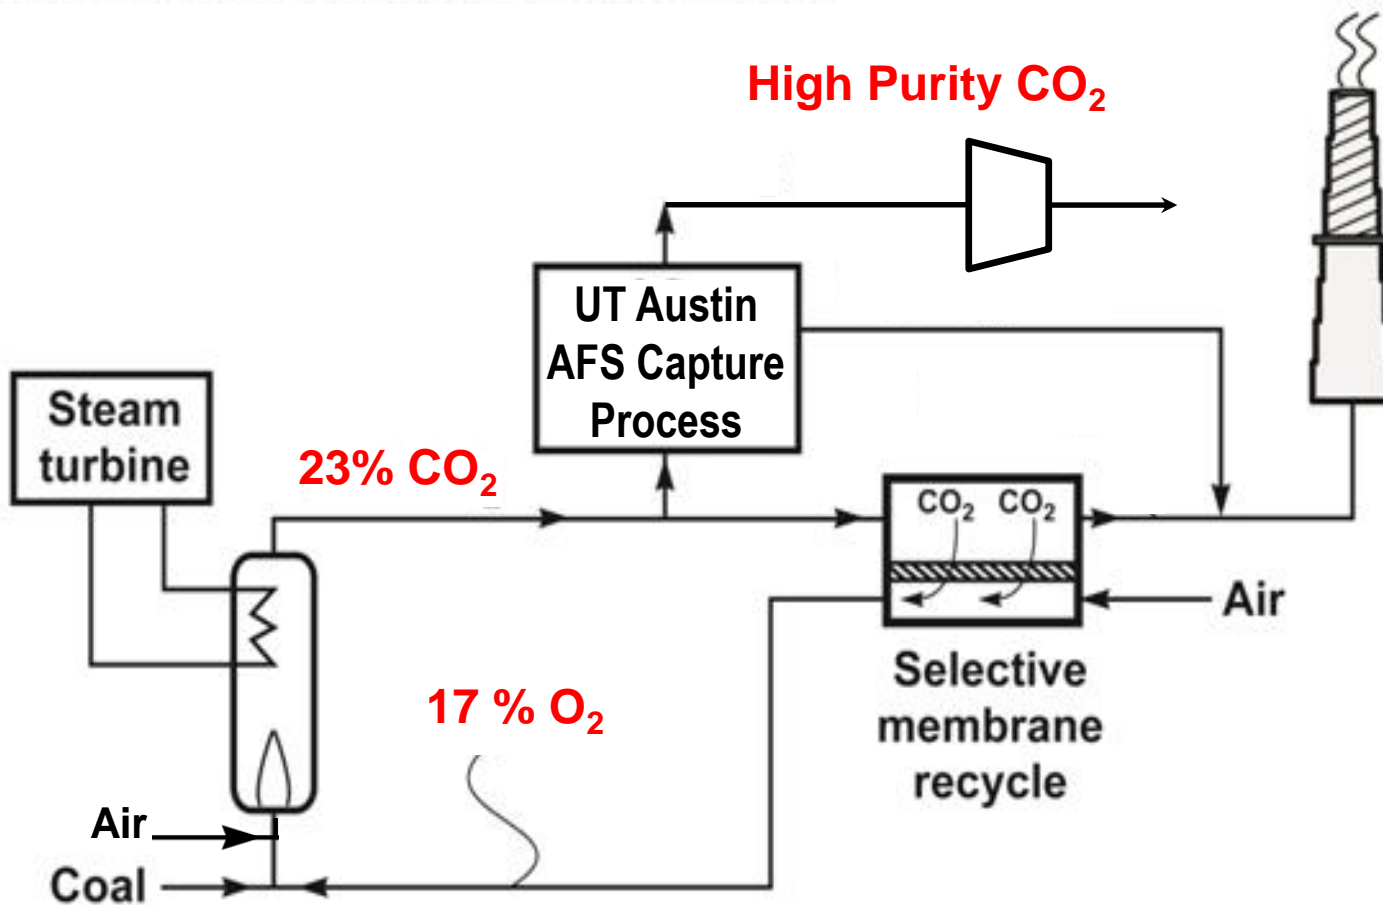 High Purity CO₂
UT Austin
AFS Capture
Process
Steam
turbine
23% CO₂
CO₂ CO₂
Air
Selective
membrane
recycle
17 % O₂
Air
Coal